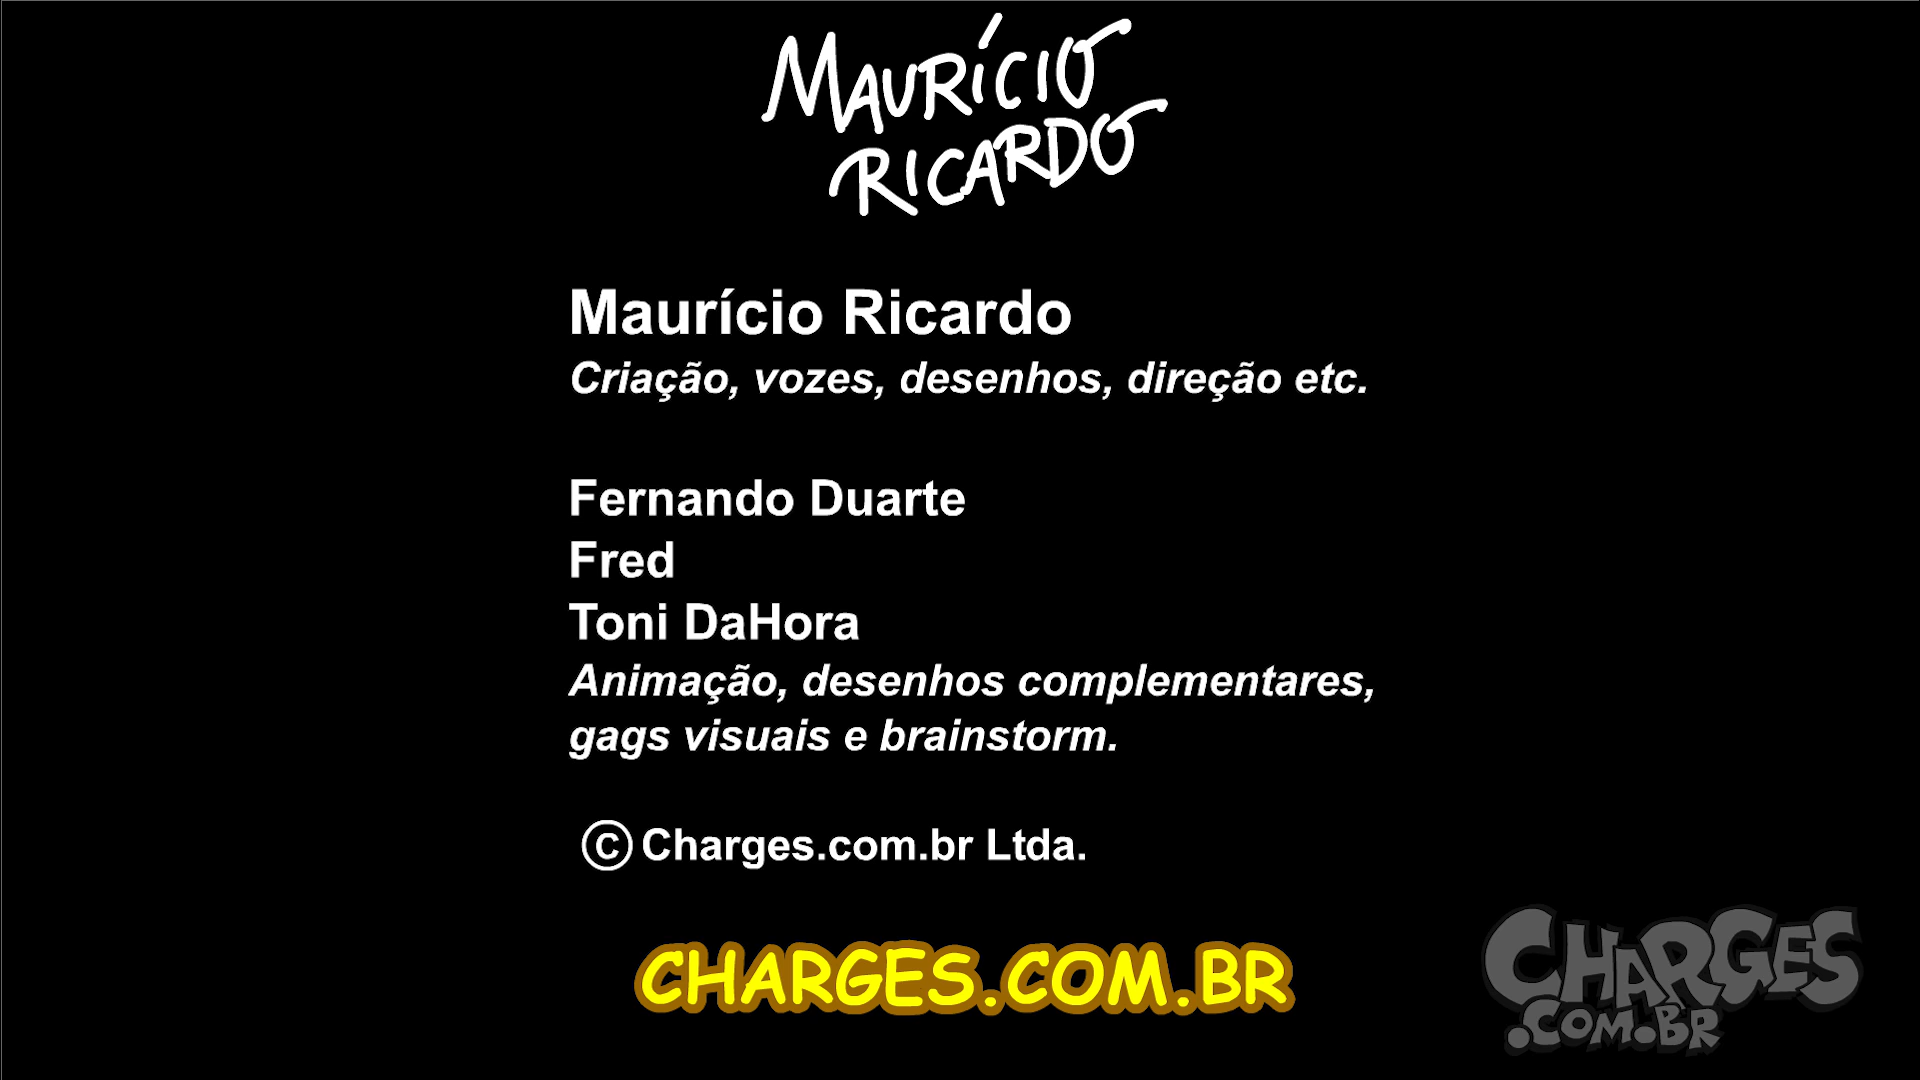 MAURÍCIO
RICARDO
Maurício Ricardo
Criação, vozes, desenhos, direção etc.
Fernando Duarte
Fred
Toni DaHora
Animação, desenhos complementares,
gags visuais e brainstorm.
© Charges.com.br Ltda.
CHARGES.COM.BR
CHARGES
.COM.BR